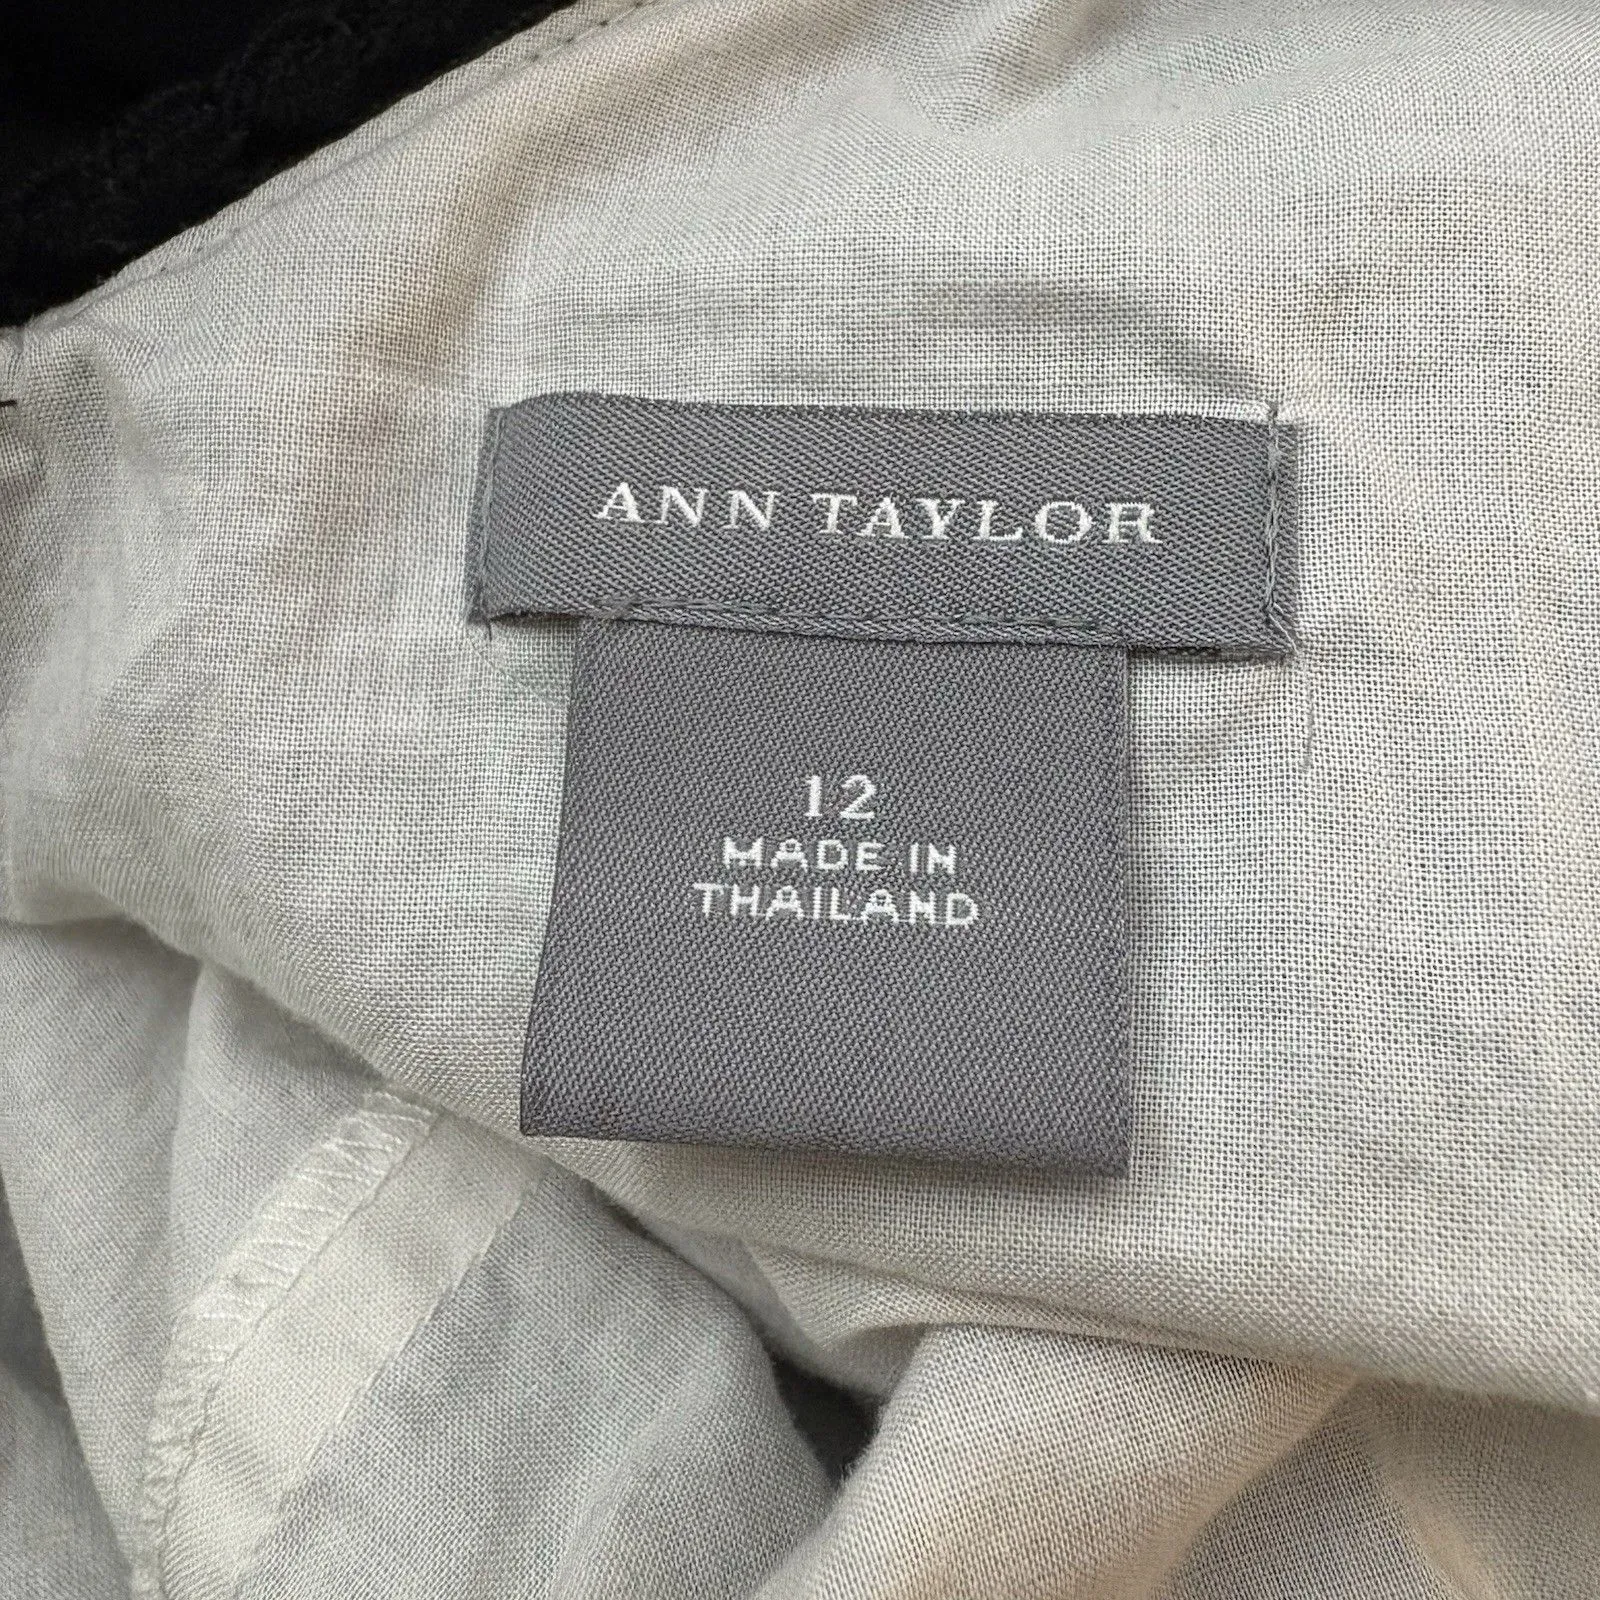 ANN TAYLOR
12
MADE IN
THAILAND